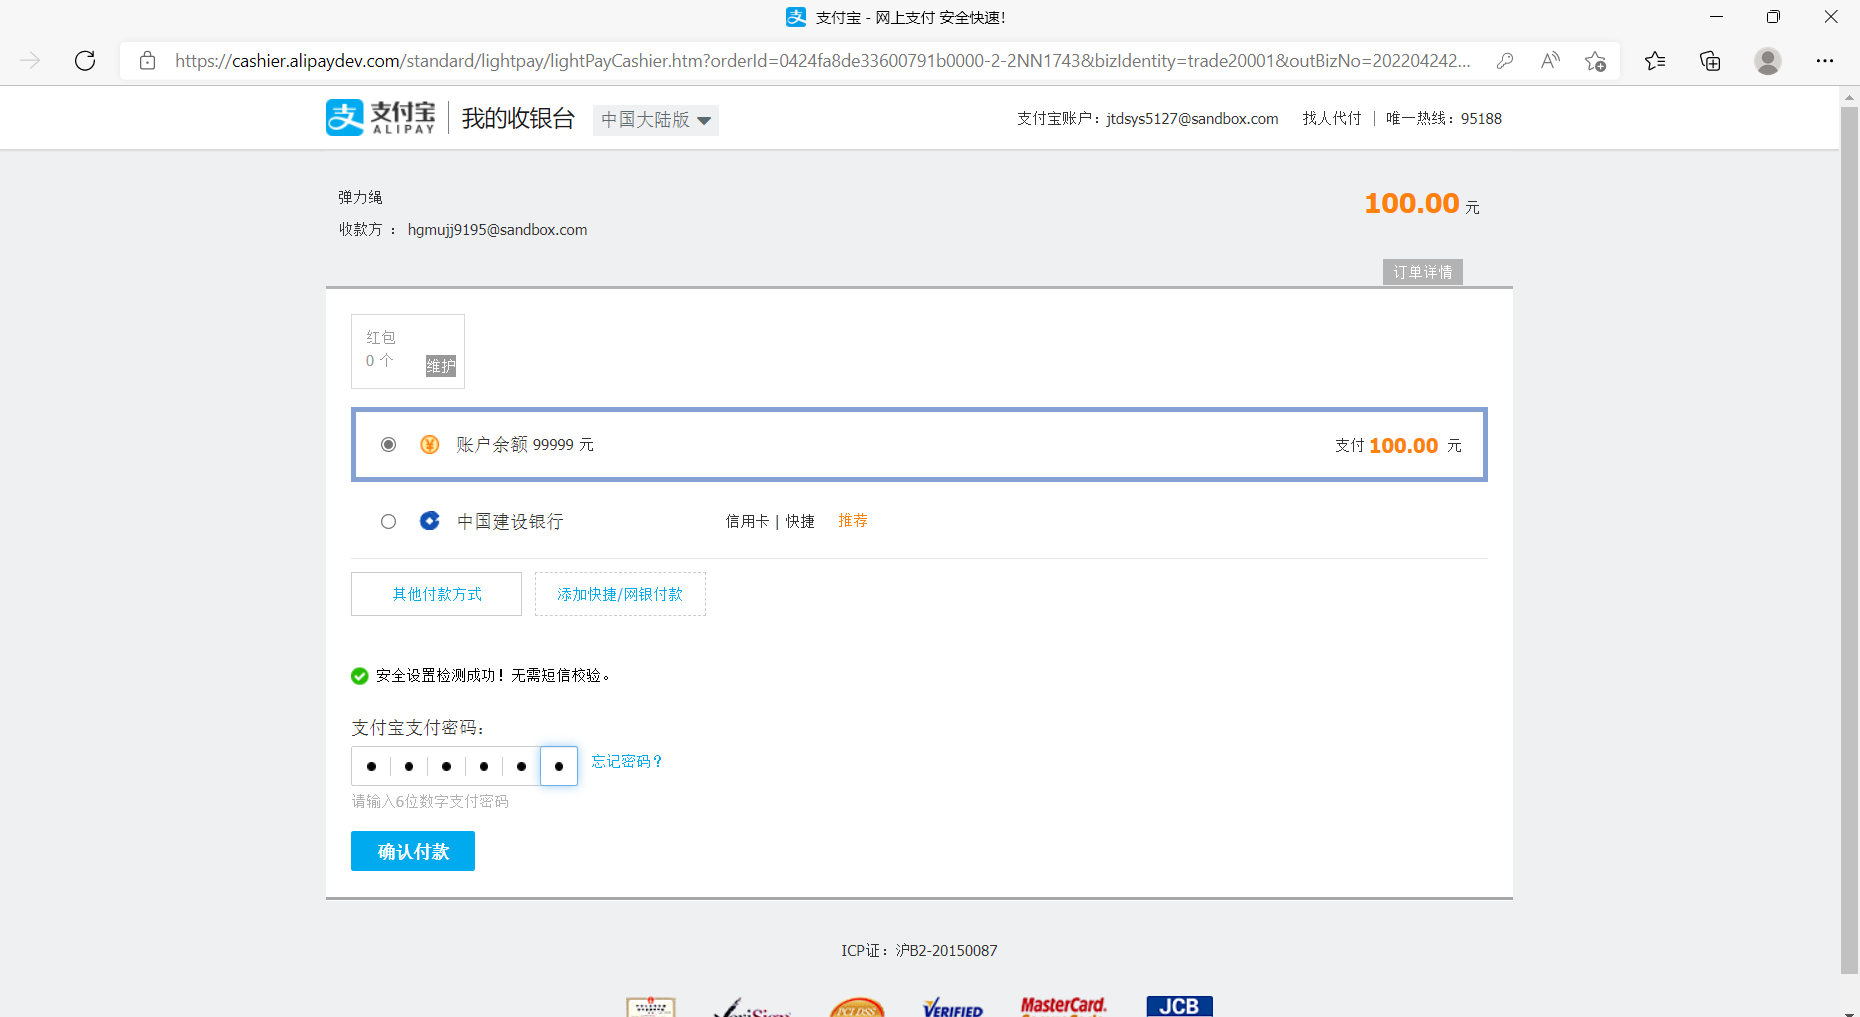 支付宝 - 网上支付 安全快速!
https://cashier.alipaydev.com/standard/lightpay/lightPayCashier.htm?orderId=0424fa8de33600791b0000-2-2NN1743&bizIdentity=trade20001&outBizNo=202204242...
支 支付宝 ALIPAY 我的收银台 中国大陆版 支付宝账户：jtdsys5127@sandbox.com 找人代付 | 唯一热线：95188
弹力绳 100.00 元
收款方 ： hgmujj9195@sandbox.com
订单详情
红包
0 个 维护
账户余额 99999 元 支付 100.00 元
中国建设银行 信用卡 | 快捷 推荐
其他付款方式 添加快捷/网银付款
安全设置检测成功！无需短信校验。
支付宝支付密码：
忘记密码？
请输入6位数字支付密码
确认付款
ICP证：沪B2-20150087
VeriSign PCI DSS VERIFIED MasterCard. JCB